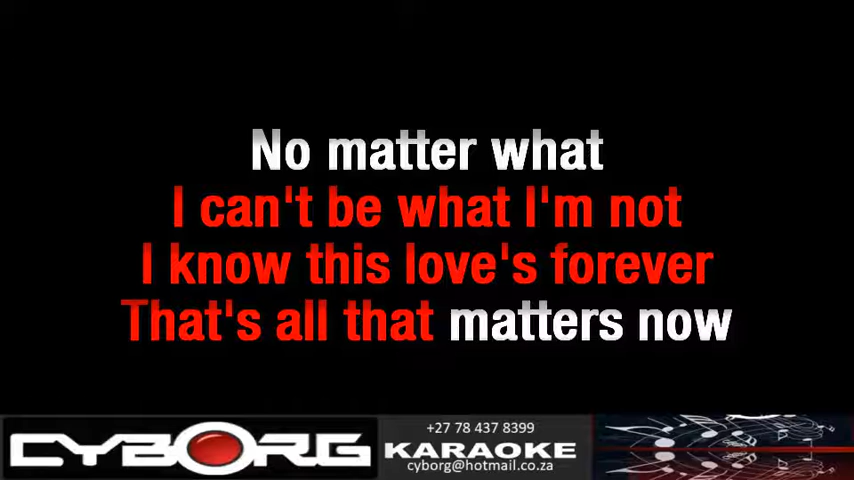 No matter what
I can't be what I'm not
I know this love's forever
That's all that matters now
CYBORG
+27 78 437 8399
KARAOKE
cyborg@hotmail.co.za